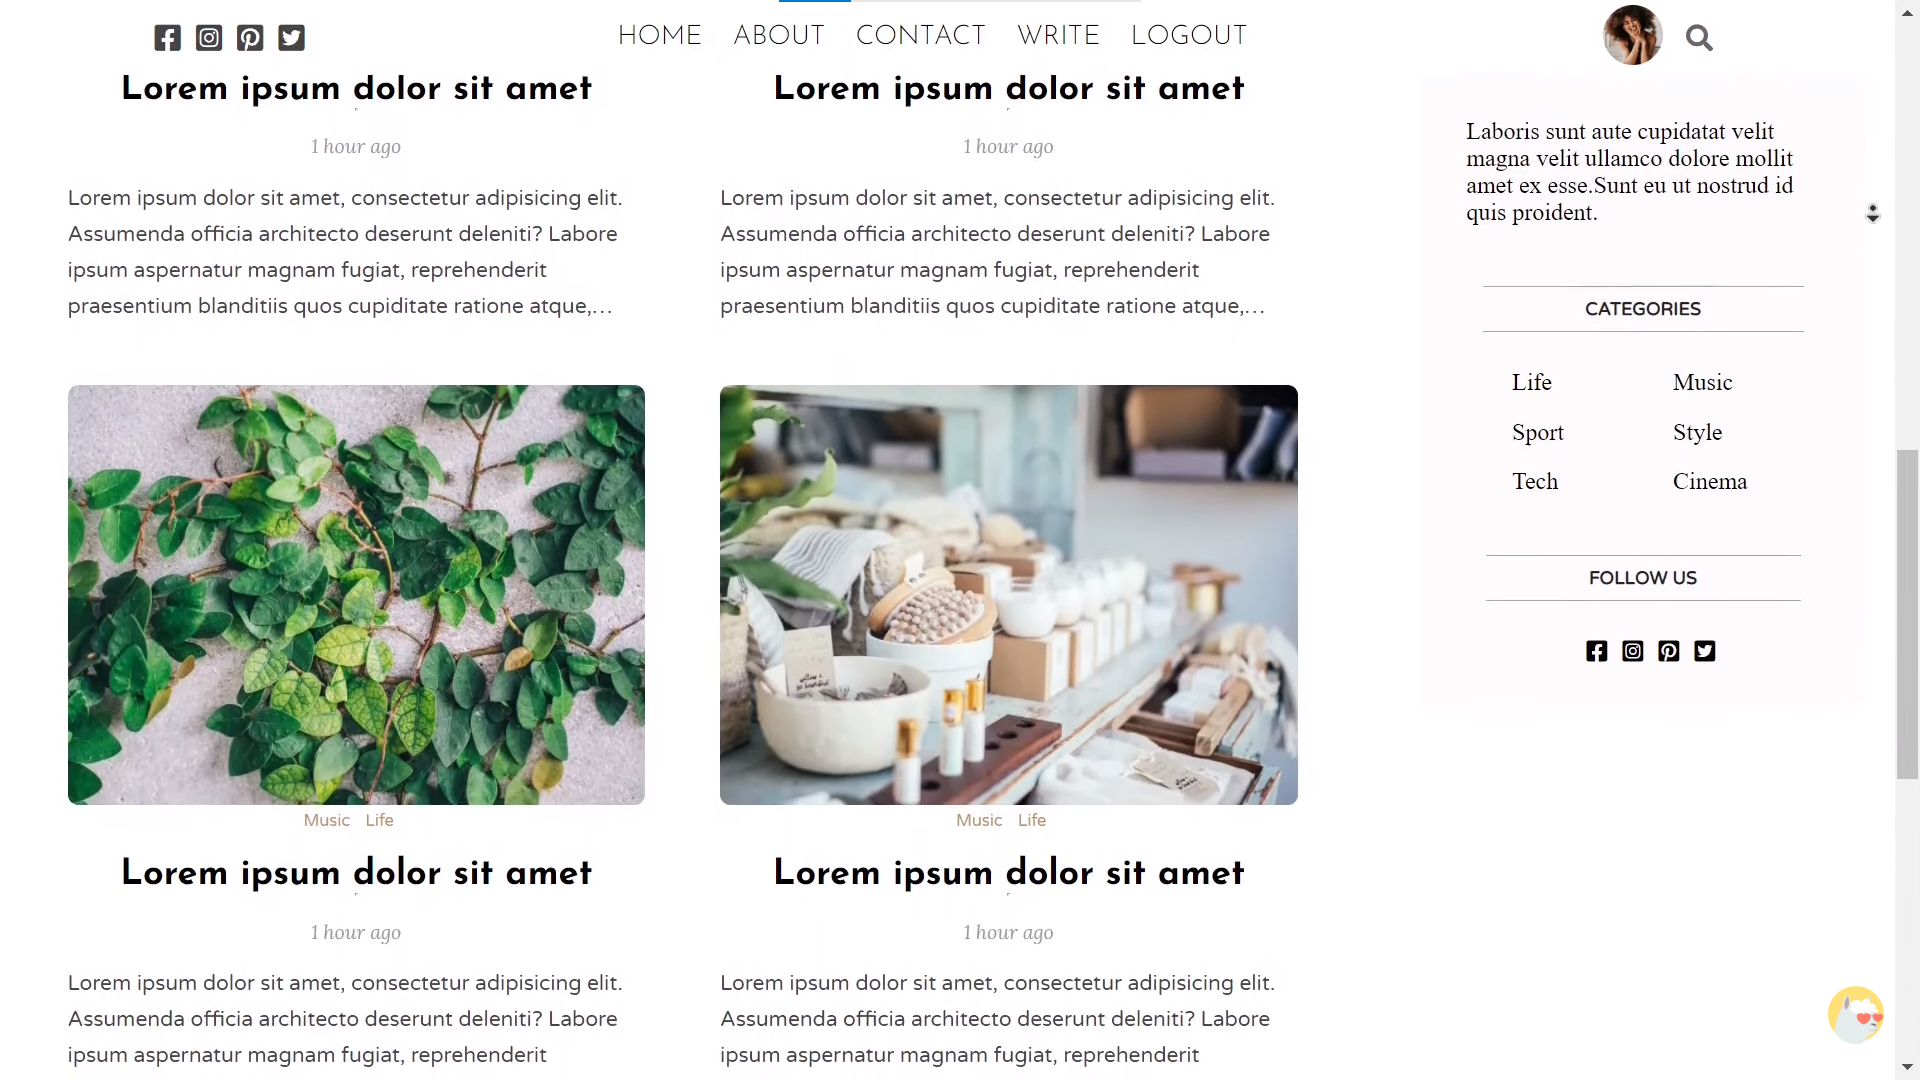 HOME ABOUT CONTACT WRITE LOGOUT
Lorem ipsum dolor sit amet
1 hour ago
Lorem ipsum dolor sit amet, consectetur adipisicing elit.
Assumenda officia architecto deserunt deleniti? Labore
ipsum aspernatur magnam fugiat, reprehenderit
praesentium blanditiis quos cupiditate ratione atque,…
Lorem ipsum dolor sit amet
1 hour ago
Lorem ipsum dolor sit amet, consectetur adipisicing elit.
Assumenda officia architecto deserunt deleniti? Labore
ipsum aspernatur magnam fugiat, reprehenderit
praesentium blanditiis quos cupiditate ratione atque,…
Music Life
Lorem ipsum dolor sit amet
1 hour ago
Lorem ipsum dolor sit amet, consectetur adipisicing elit.
Assumenda officia architecto deserunt deleniti? Labore
ipsum aspernatur magnam fugiat, reprehenderit
Music Life
Lorem ipsum dolor sit amet
1 hour ago
Lorem ipsum dolor sit amet, consectetur adipisicing elit.
Assumenda officia architecto deserunt deleniti? Labore
ipsum aspernatur magnam fugiat, reprehenderit
Laboris sunt aute cupidatat velit
magna velit ullamco dolore mollit
amet ex esse.Sunt eu ut nostrud id
quis proident.
CATEGORIES
Life Music
Sport Style
Tech Cinema
FOLLOW US